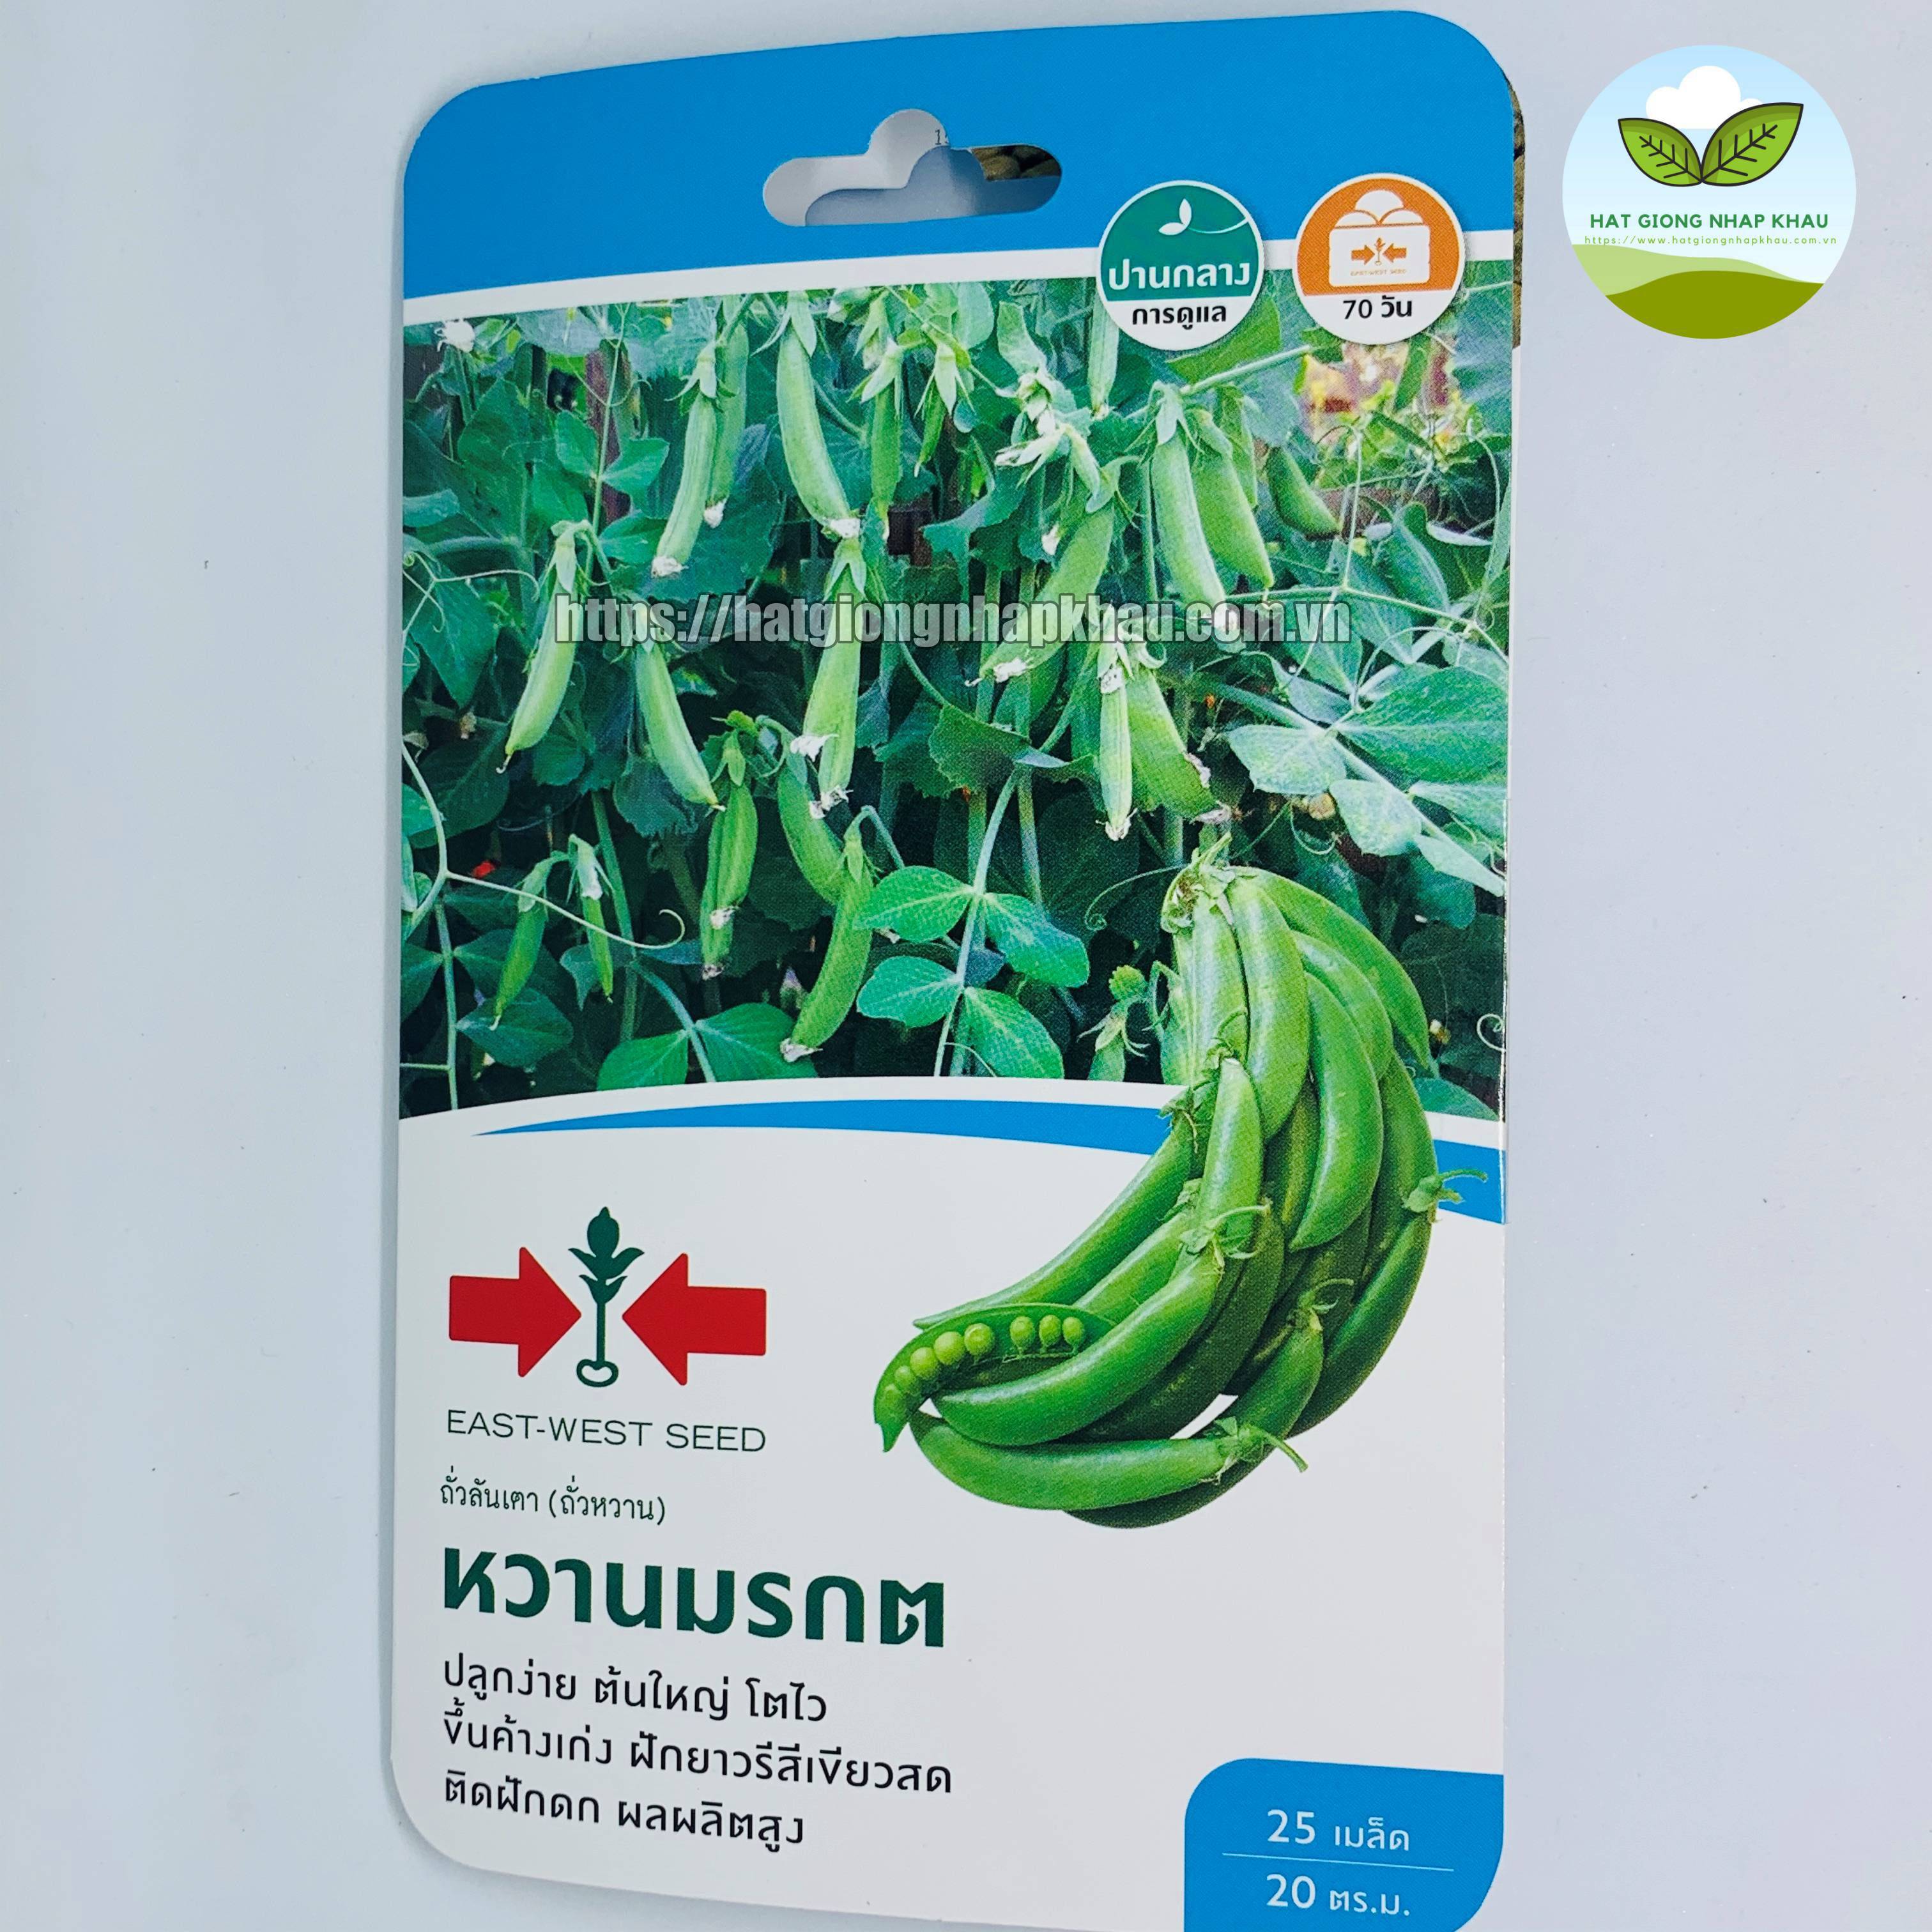 HAT GIONG NHAP KHAU
https://www.hatgiongnhapkhau.com.vn
ปานกลาง
การดูแล
EAST-WEST SEED
70 วัน
https://hatgiongnhapkhau.com.vn
EAST-WEST SEED
ถั่วลันเตา (ถั่วหวาน)
หวานมรกต
ปลูกง่าย ต้นใหญ่ โตไว
ขึ้นค้างเก่ง ฝักยาวรีสีเขียวสด
ติดฝักดก ผลผลิตสูง
25 เมล็ด
20 ตร.ม.